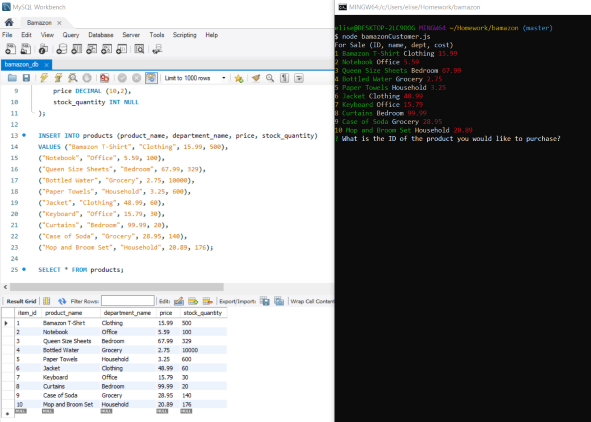 MySQL Workbench
Bamazon
File Edit View Query Database Server Tools Scripting Help
bamazon_db
Limit to 1000 rows
9 price DECIMAL (10,2),
10 stock_quantity INT NULL
11 );
12
13 INSERT INTO products (product_name, department_name, price, stock_quantity)
14 VALUES ("Bamazon T-Shirt", "Clothing", 15.99, 500),
15 ("Notebook", "Office", 5.59, 100),
16 ("Queen Size Sheets", "Bedroom", 67.99, 329),
17 ("Bottled Water", "Grocery", 2.75, 10000),
18 ("Paper Towels", "Household", 3.25, 600),
19 ("Jacket", "Clothing", 48.99, 60),
20 ("Keyboard", "Office", 15.79, 30),
21 ("Curtains", "Bedroom", 99.99, 20),
22 ("Case of Soda", "Grocery", 28.95, 140),
23 ("Mop and Broom Set", "Household", 20.89, 176);
24
25 SELECT * FROM products;
Result Grid Filter Rows: Edit: Export/Import: Wrap Cell Content
item_id product_name department_name price stock_quantity
1 Bamazon T-Shirt Clothing 15.99 500
2 Notebook Office 5.59 100
3 Queen Size Sheets Bedroom 67.99 329
4 Bottled Water Grocery 2.75 10000
5 Paper Towels Household 3.25 600
6 Jacket Clothing 48.99 60
7 Keyboard Office 15.79 30
8 Curtains Bedroom 99.99 20
9 Case of Soda Grocery 28.95 140
10 Mop and Broom Set Household 20.89 176
NULL NULL NULL NULL NULL
MINGW64:/c/Users/elise/Homework/bamazon
elise@DESKTOP-2LC9O0G MINGW64 ~/Homework/bamazon (master)
$ node bamazonCustomer.js
For Sale (ID, name, dept, cost)
1 Bamazon T-Shirt Clothing 15.99
2 Notebook Office 5.59
3 Queen Size Sheets Bedroom 67.99
4 Bottled Water Grocery 2.75
5 Paper Towels Household 3.25
6 Jacket Clothing 48.99
7 Keyboard Office 15.79
8 Curtains Bedroom 99.99
9 Case of Soda Grocery 28.95
10 Mop and Broom Set Household 20.89
? What is the ID of the product you would like to purchase?